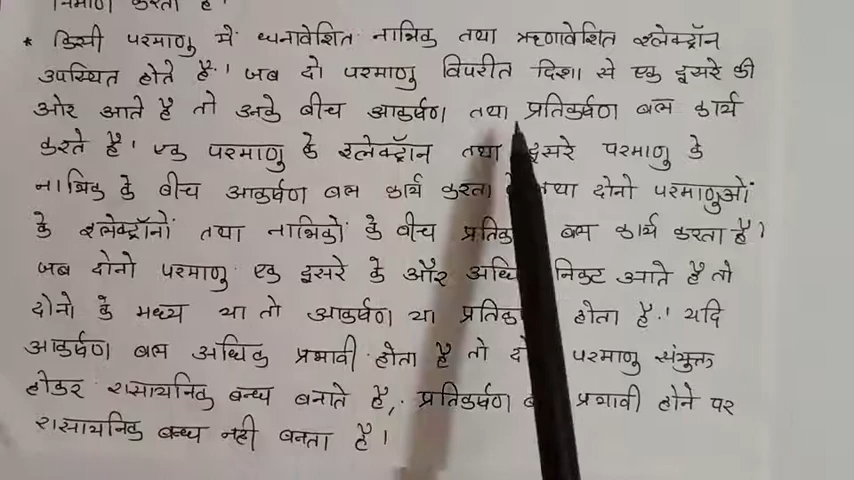 निर्माण करता है।
* किसी परमाणु में धनावेशित नाभिक तथा ऋणावेशित इलेक्ट्रॉन
उपस्थित होते है। जब दो परमाणु विपरीत दिशा से एक दूसरे की
ओर आते है तो उनके बीच आकर्षण तथा प्रतिकर्षण बल कार्य
करते है। एक परमाणु के इलेक्ट्रॉन तथा दूसरे परमाणु के
नाभिक के बीच आकर्षण बल कार्य करता है तथा दोनो परमाणुओं
के इलेक्ट्रॉनों तथा नाभिकों के बीच बल कार्य करता है।
जब दोनो परमाणु एक दूसरे के और निकट आते है तो
दोनो के मध्य या तो आकर्षण या होता है। यदि
आकर्षण बल अधिक प्रभावी होता है तो परमाणु संयुक्त
होकर रासायनिक बन्ध बनाते है, प्रतिकर्षण प्रभावी होने पर
रासायनिक बन्ध नही बनता है।